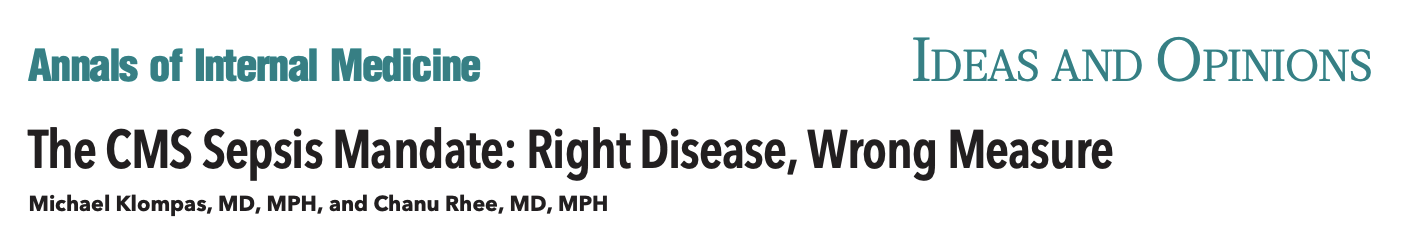 Annals of Internal Medicine
IDEAS AND OPINIONS
The CMS Sepsis Mandate: Right Disease, Wrong Measure
Michael Klompas, MD, MPH, and Chanu Rhee, MD, MPH